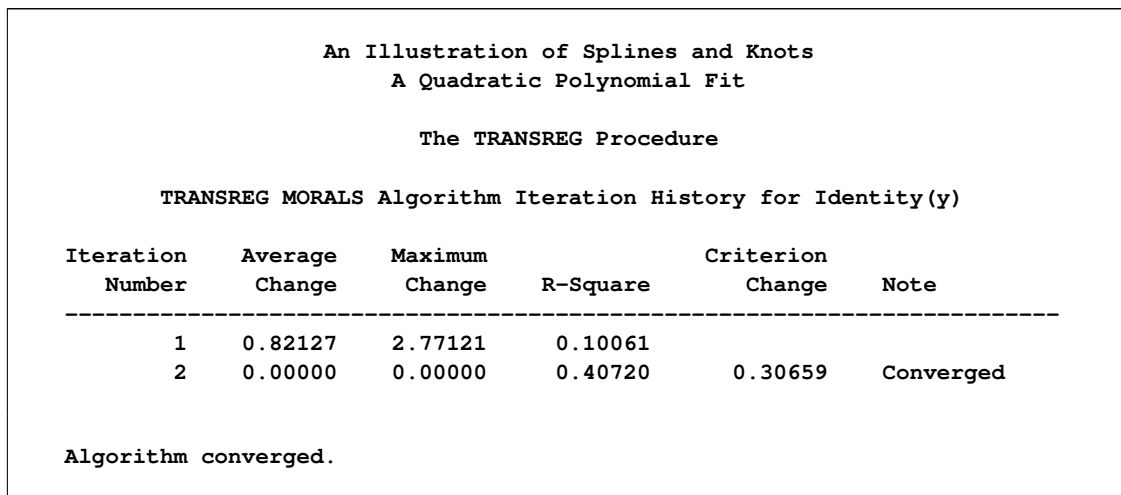 An Illustration of Splines and Knots
A Quadratic Polynomial Fit
The TRANSREG Procedure
TRANSREG MORALS Algorithm Iteration History for Identity(y)
Iteration Average Maximum Criterion
Number Change Change R-Square Change Note
1 0.82127 2.77121 0.10061
2 0.00000 0.00000 0.40720 0.30659 Converged
Algorithm converged.